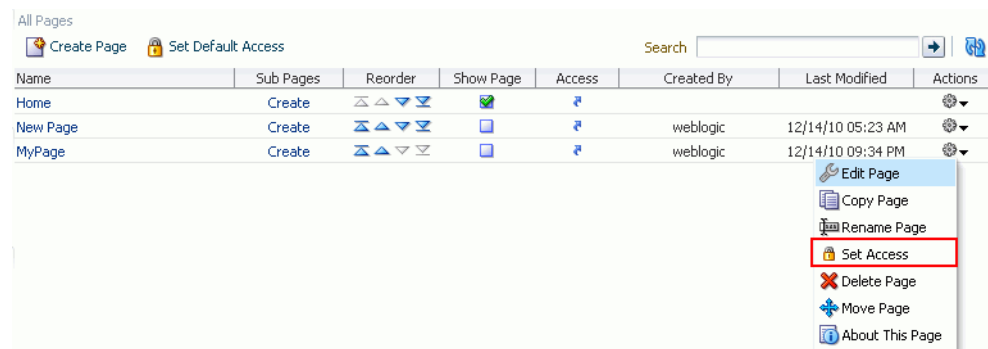 All Pages
Create Page Set Default Access Search
Name Sub Pages Reorder Show Page Access Created By Last Modified Actions
Home Create
New Page Create weblogic 12/14/10 05:23 AM
MyPage Create weblogic 12/14/10 09:34 PM
Edit Page
Copy Page
Rename Page
Set Access
Delete Page
Move Page
About This Page